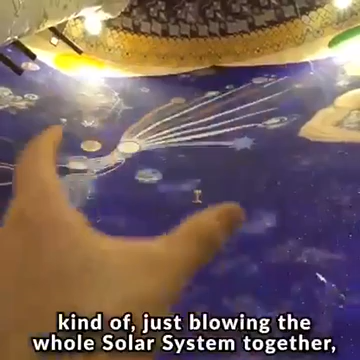 kind of, just blowing the
whole Solar System together,